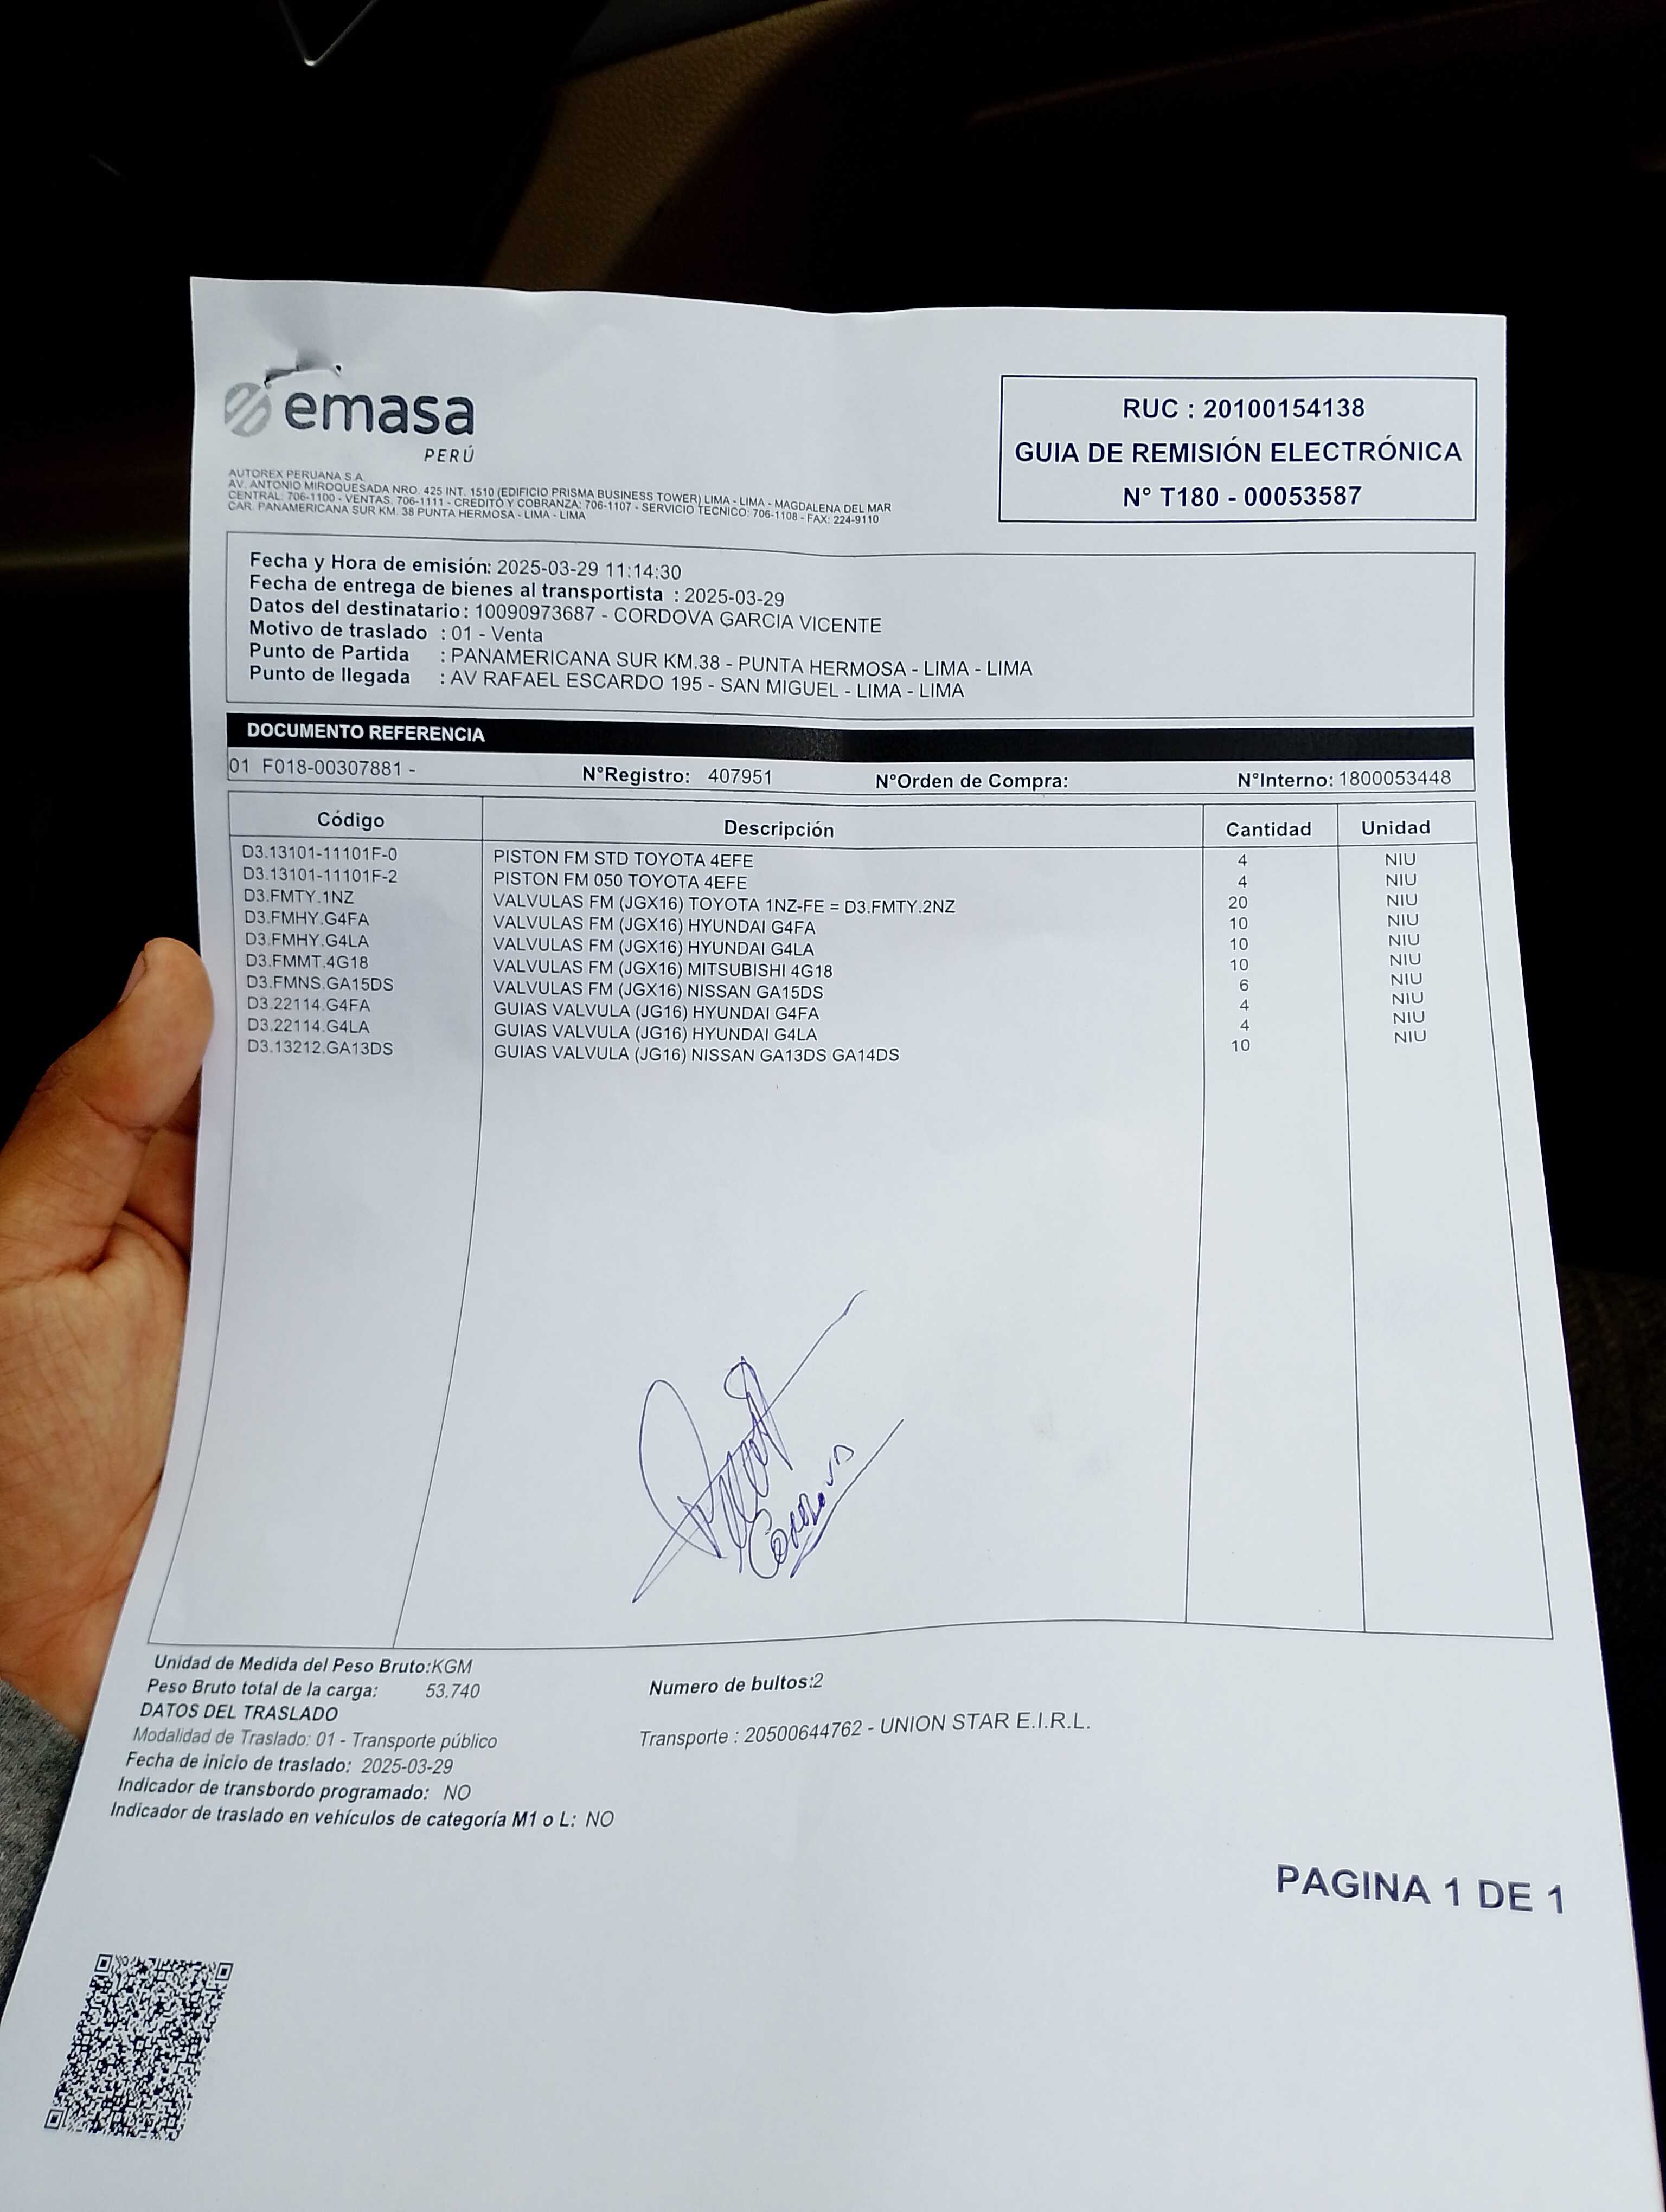 emasa
PERÚ
RUC : 20100154138
GUIA DE REMISIÓN ELECTRÓNICA
N° T180 - 00053587
AUTOREX PERUANA S.A.
AV. ANTONIO MIROQUESADA NRO. 425 INT. 1510 (EDIFICIO PRISMA BUSINESS TOWER) LIMA - LIMA - MAGDALENA DEL MAR
CENTRAL: 706-1100 - VENTAS. 706-1111 - CREDITO Y COBRANZA: 706-1107 - SERVICIO TECNICO: 706-1108 - FAX: 224-9110
CAR. PANAMERICANA SUR KM. 38 PUNTA HERMOSA - LIMA - LIMA
Fecha y Hora de emisión: 2025-03-29 11:14:30
Fecha de entrega de bienes al transportista : 2025-03-29
Datos del destinatario: 10090973687 - CORDOVA GARCIA VICENTE
Motivo de traslado : 01 - Venta
Punto de Partida : PANAMERICANA SUR KM.38 - PUNTA HERMOSA - LIMA - LIMA
Punto de llegada : AV RAFAEL ESCARDO 195 - SAN MIGUEL - LIMA - LIMA
DOCUMENTO REFERENCIA
01 F018-00307881 - N°Registro: 407951 N°Orden de Compra: N°Interno: 1800053448
Código Descripción Cantidad Unidad
D3.13101-11101F-0 PISTON FM STD TOYOTA 4EFE 4 NIU
D3.13101-11101F-2 PISTON FM 050 TOYOTA 4EFE 4 NIU
D3.FMTY.1NZ VALVULAS FM (JGX16) TOYOTA 1NZ-FE = D3.FMTY.2NZ 20 NIU
D3.FMHY.G4FA VALVULAS FM (JGX16) HYUNDAI G4FA 10 NIU
D3.FMHY.G4LA VALVULAS FM (JGX16) HYUNDAI G4LA 10 NIU
D3.FMMT.4G18 VALVULAS FM (JGX16) MITSUBISHI 4G18 10 NIU
D3.FMNS.GA15DS VALVULAS FM (JGX16) NISSAN GA15DS 6 NIU
D3.22114.G4FA GUIAS VALVULA (JG16) HYUNDAI G4FA 4 NIU
D3.22114.G4LA GUIAS VALVULA (JG16) HYUNDAI G4LA 4 NIU
D3.13212.GA13DS GUIAS VALVULA (JG16) NISSAN GA13DS GA14DS 10 NIU
Unidad de Medida del Peso Bruto:KGM
Peso Bruto total de la carga: 53.740 Numero de bultos:2
DATOS DEL TRASLADO
Modalidad de Traslado: 01 - Transporte público Transporte : 20500644762 - UNION STAR E.I.R.L.
Fecha de inicio de traslado: 2025-03-29
Indicador de transbordo programado: NO
Indicador de traslado en vehículos de categoría M1 o L: NO
PAGINA 1 DE 1